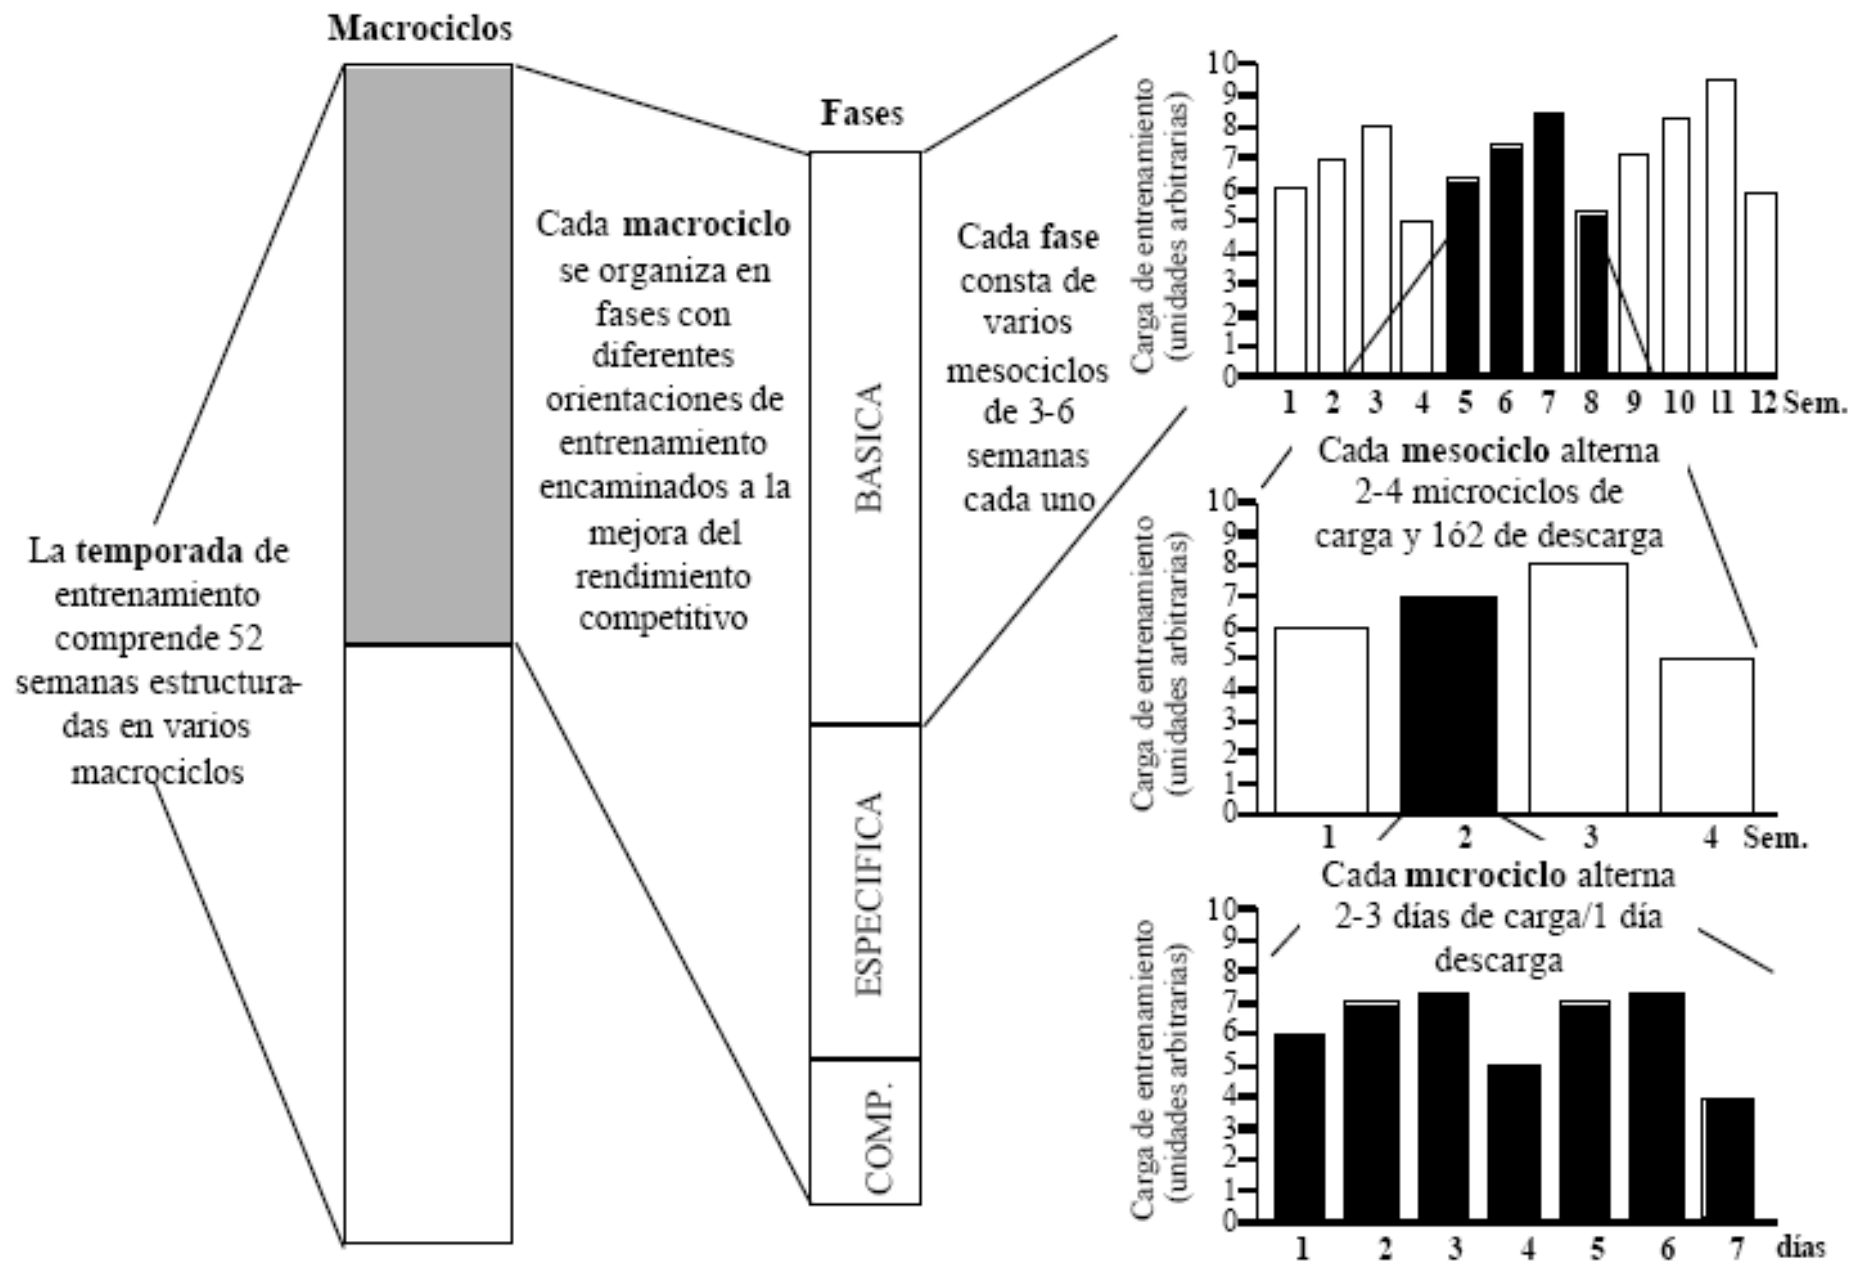 Macrociclos
La temporada de
entrenamiento
comprende 52
semanas estructura-
das en varios
macrociclos
Cada macrociclo
se organiza en
fases con
diferentes
orientaciones de
entrenamiento
encaminados a la
mejora del
rendimiento
competitivo
Fases
BASICA
ESPECIFICA
COMP.
Cada fase
consta de
varios
mesociclos
de 3-6
semanas
cada uno
Carga de entrenamiento
(unidades arbitrarias)
10
9
8
7
6
5
4
3
2
1
0
1 2 3 4 5 6 7 8 9 10 11 12 Sem.
Cada mesociclo alterna
2-4 microciclos de
carga y 1ó2 de descarga
Carga de entrenamiento
(unidades arbitrarias)
10
9
8
7
6
5
4
3
2
1
0
1 2 3 4 Sem.
Cada microciclo alterna
2-3 días de carga/1 día
descarga
Carga de entrenamiento
(unidades arbitrarias)
10
9
8
7
6
5
4
3
2
1
0
1 2 3 4 5 6 7 días